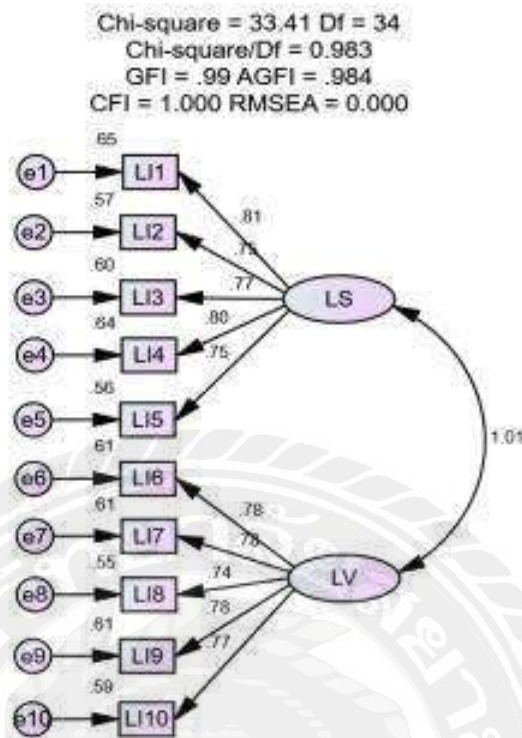 Chi-square = 33.41 Df = 34
Chi-square/Df = 0.983
GFI = .99 AGFI = .984
CFI = 1.000 RMSEA = 0.000
.65
e1 LI1
.81
.57
e2 LI2
.75
.60
e3 LI3
.77
LS
.64
e4 LI4
.80
.75
.56
e5 LI5
1.01
.61
e6 LI6
.78
.61
e7 LI7
.78
.55
e8 LI8
.74
LV
.61
e9 LI9
.78
.77
.59
e10 LI10